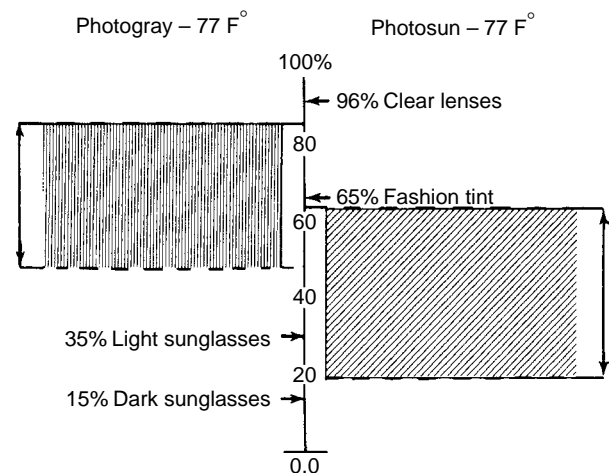 Photogray – 77 F°
Photosun – 77 F°
100%
96% Clear lenses
80
65% Fashion tint
60
40
35% Light sunglasses
20
15% Dark sunglasses
0.0